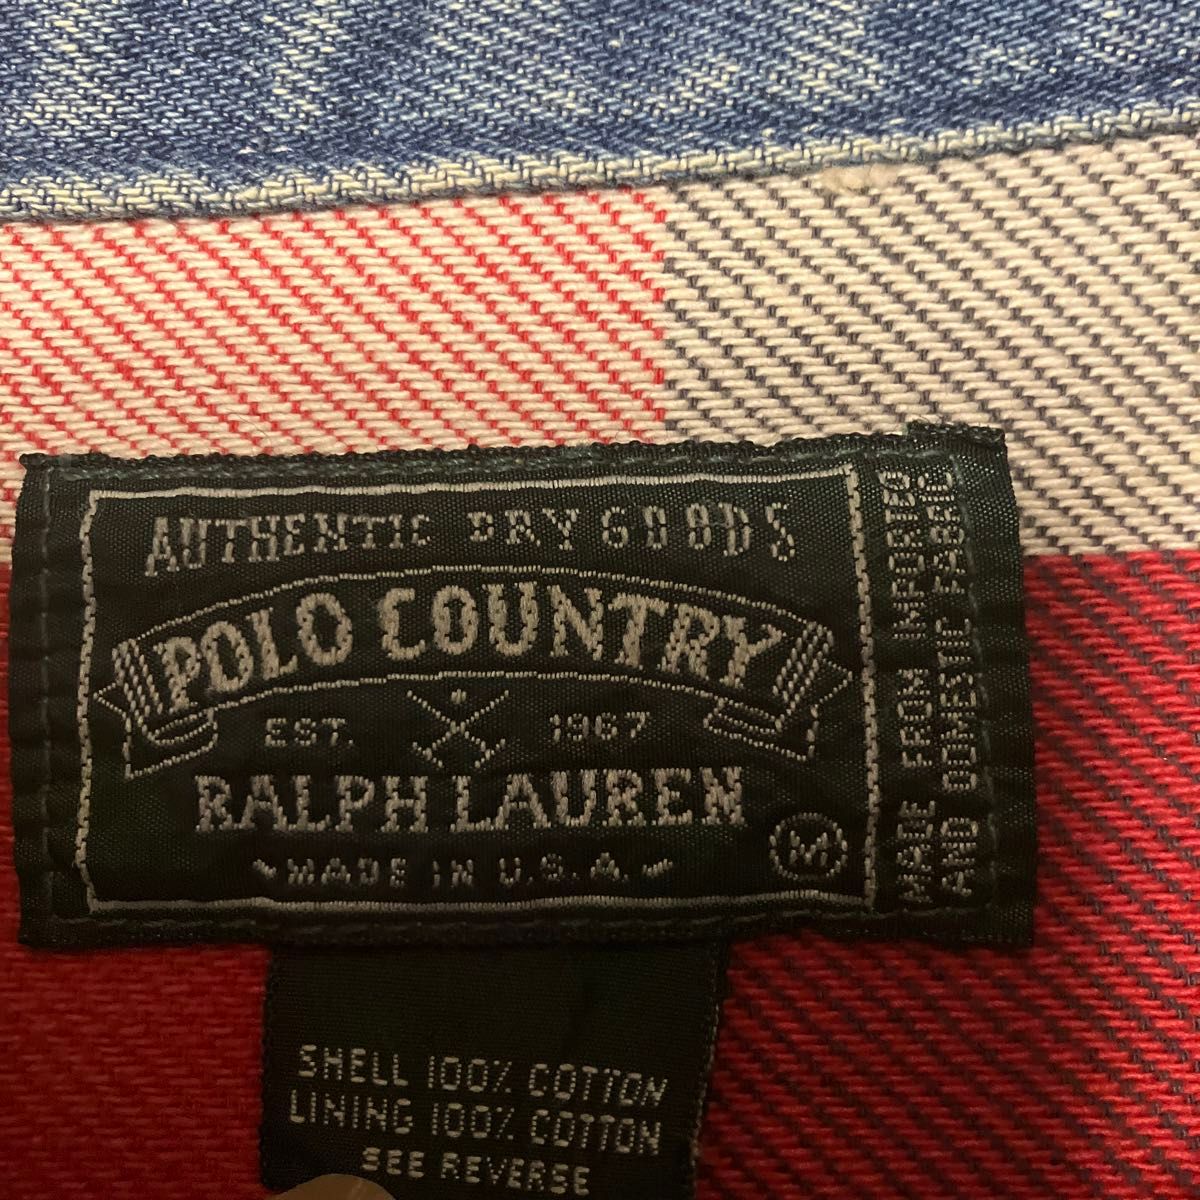 AUTHENTIC DRY GOODS
POLO COUNTRY
EST. 1967
RALPH LAUREN
MADE IN U.S.A.
M
MADE FROM IMPORTED
AND DOMESTIC FABRIC
SHELL 100% COTTON
LINING 100% COTTON
SEE REVERSE